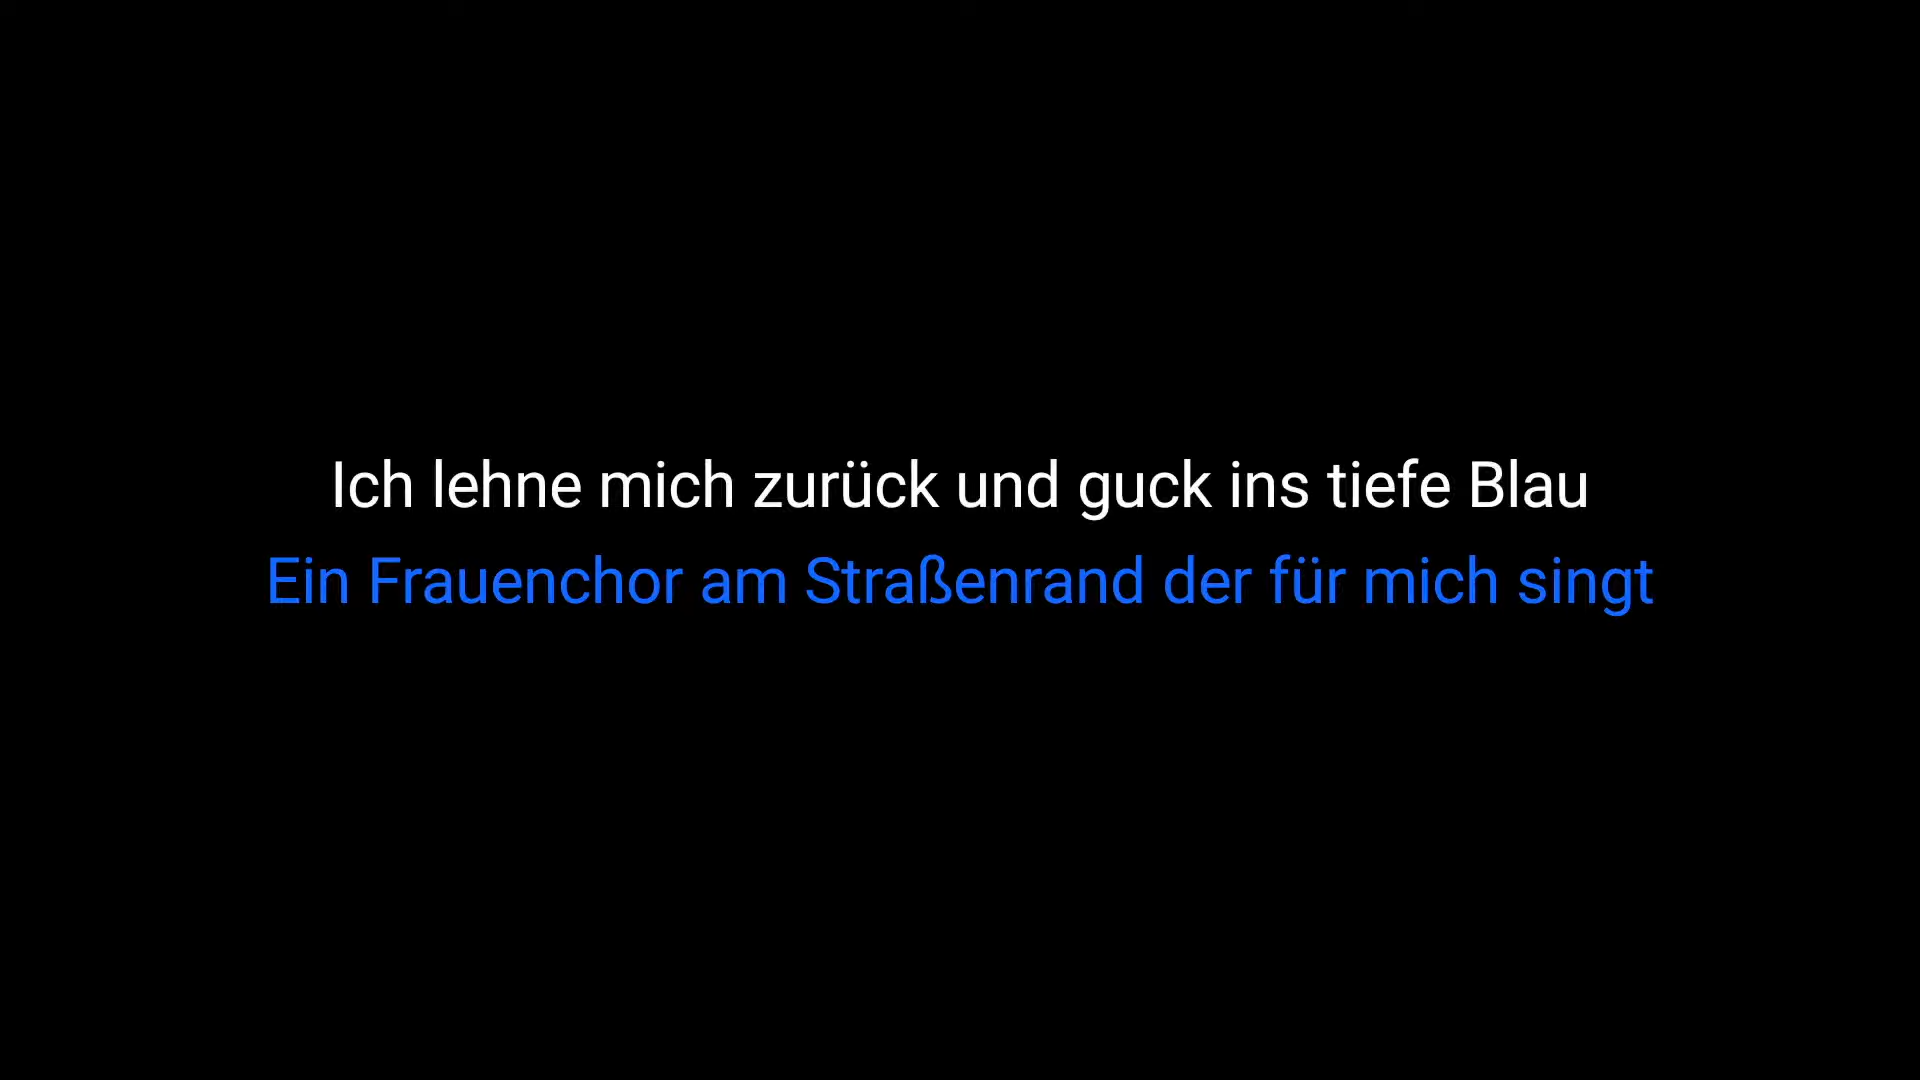 Ich lehne mich zurück und guck ins tiefe Blau
Ein Frauenchor am Straßenrand der für mich singt